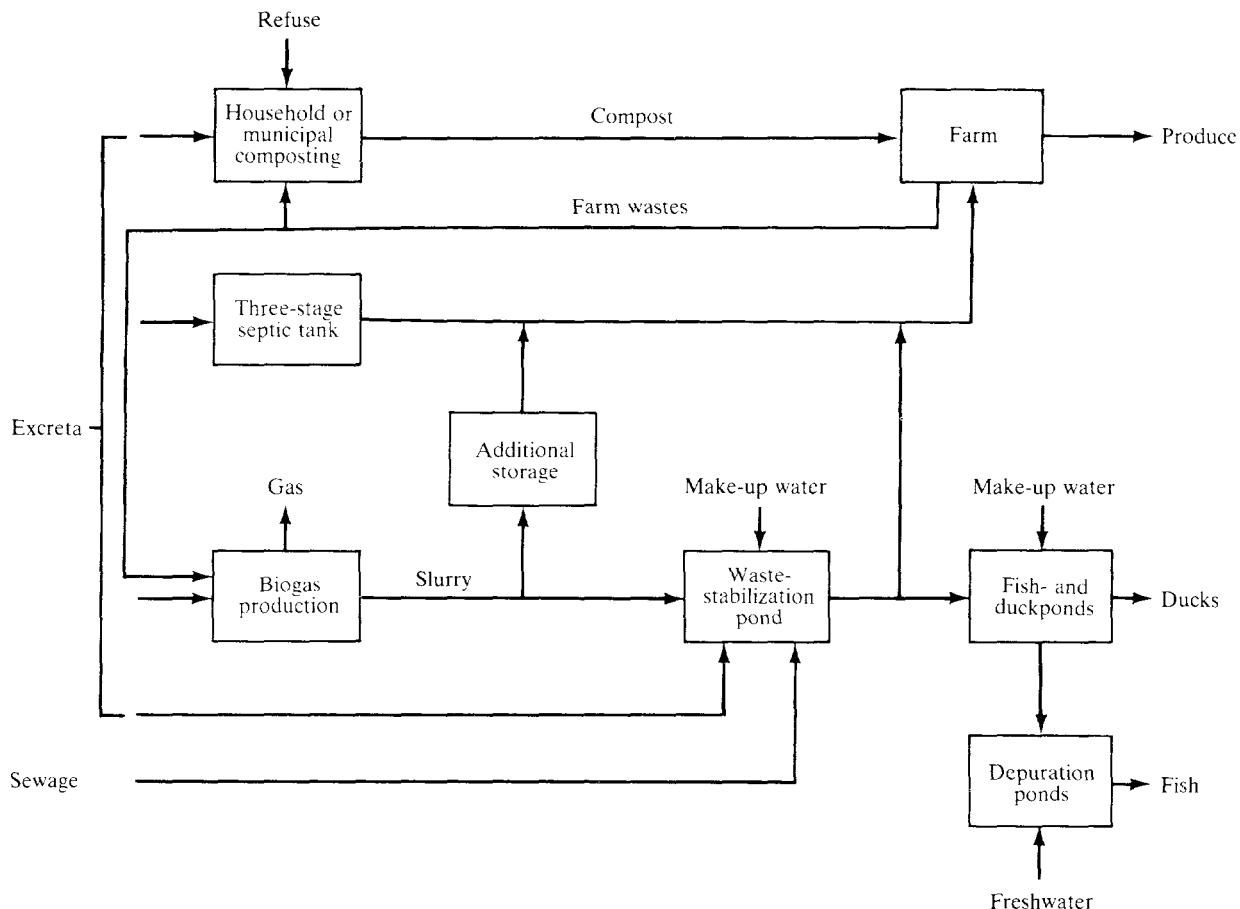 Refuse
Household or
municipal
composting
Compost
Farm
Produce
Farm wastes
Three-stage
septic tank
Excreta
Additional
storage
Gas
Make-up water
Make-up water
Biogas
production
Slurry
Waste-
stabilization
pond
Fish- and
duckponds
Ducks
Sewage
Depuration
ponds
Fish
Freshwater